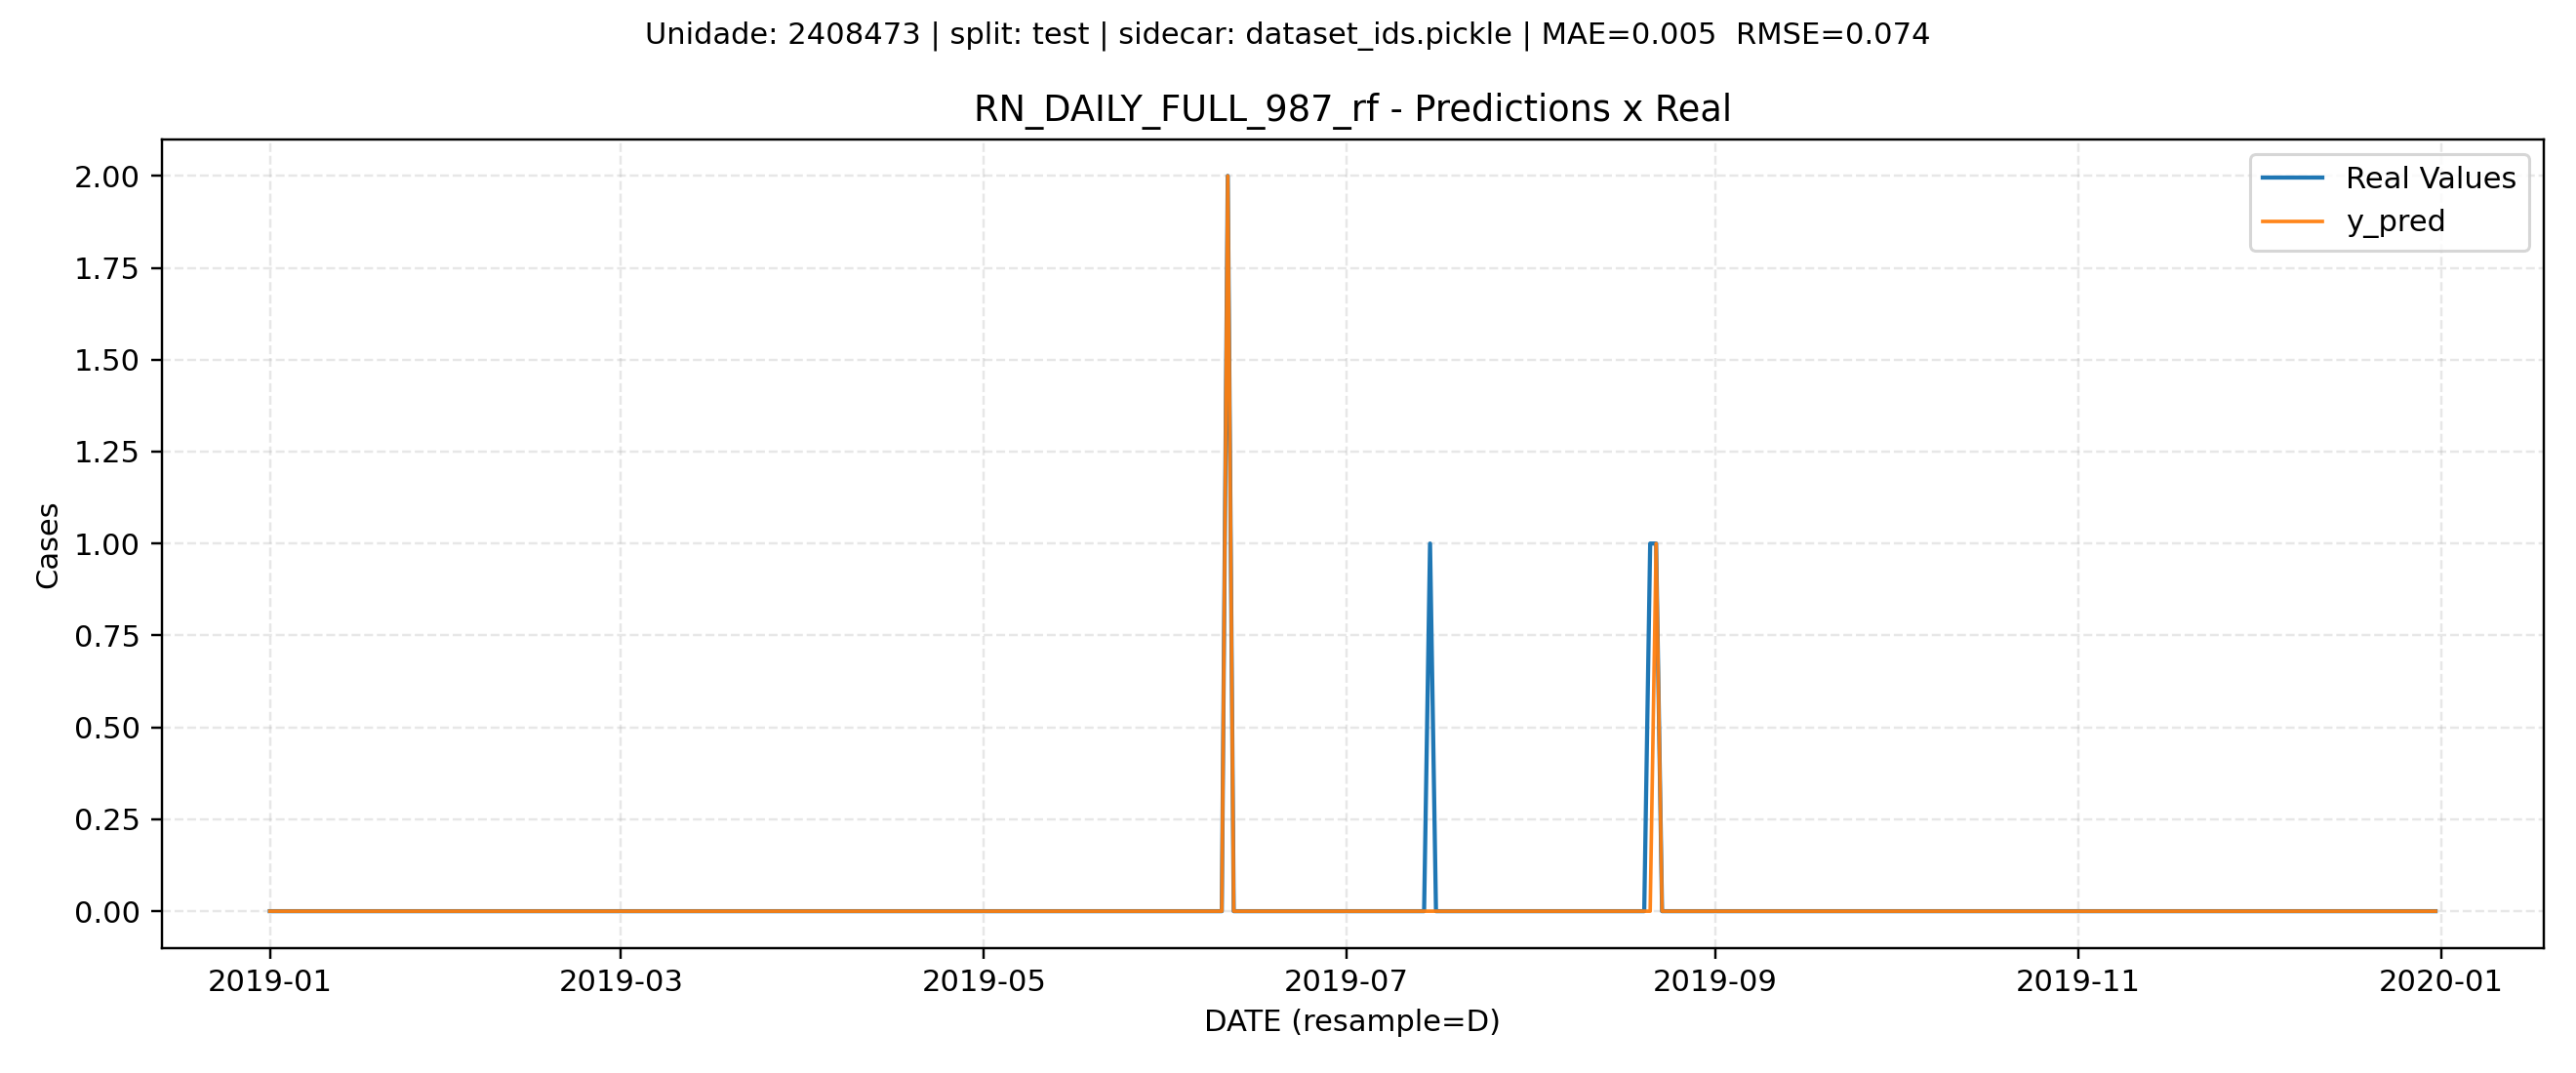 Unidade: 2408473 | split: test | sidecar: dataset_ids.pickle | MAE=0.005  RMSE=0.074
RN_DAILY_FULL_987_rf - Predictions x Real
Real Values
y_pred
2.00
1.75
1.50
1.25
1.00
0.75
0.50
0.25
0.00
Cases
2019-01
2019-03
2019-05
2019-07
2019-09
2019-11
2020-01
DATE (resample=D)